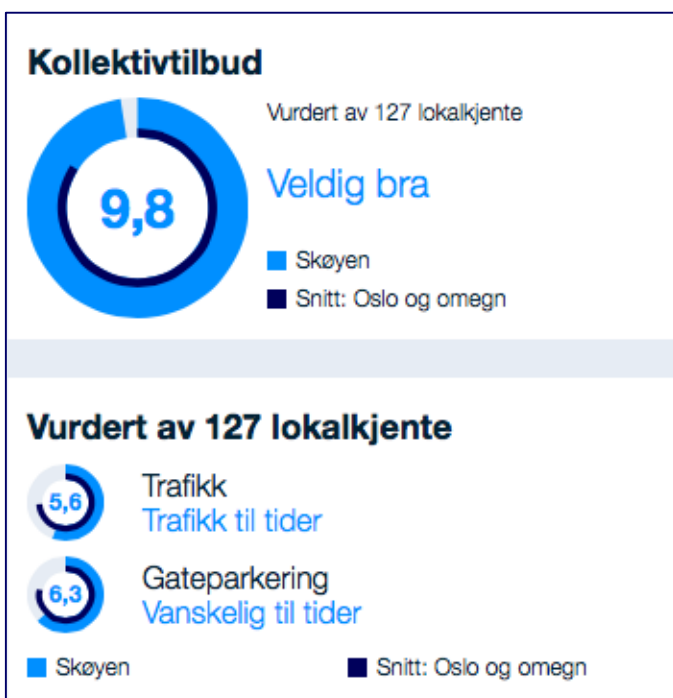 Kollektivtilbud
Vurdert av 127 lokalkjente
9,8
Veldig bra
Skøyen
Snitt: Oslo og omegn
Vurdert av 127 lokalkjente
5,6
Trafikk
Trafikk til tider
6,3
Gateparkering
Vanskelig til tider
Skøyen
Snitt: Oslo og omegn